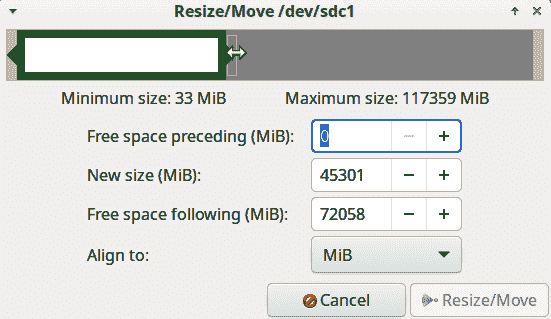 Resize/Move /dev/sdc1
Minimum size: 33 MiB Maximum size: 117359 MiB
Free space preceding (MiB): 0
New size (MiB): 45301
Free space following (MiB): 72058
Align to: MiB
Cancel Resize/Move